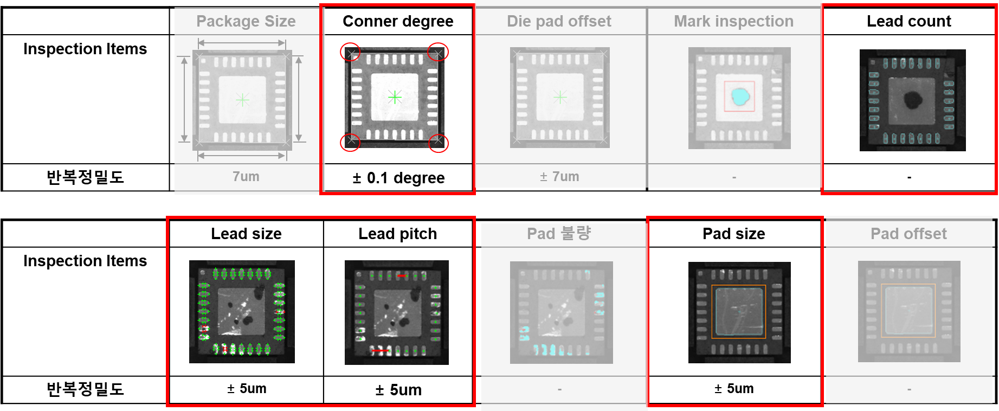 Package Size
Conner degree
Die pad offset
Mark inspection
Lead count
Inspection Items
반복정밀도
7um
± 0.1 degree
± 7um
-
-
Lead size
Lead pitch
Pad 불량
Pad size
Pad offset
Inspection Items
반복정밀도
± 5um
± 5um
-
± 5um
-